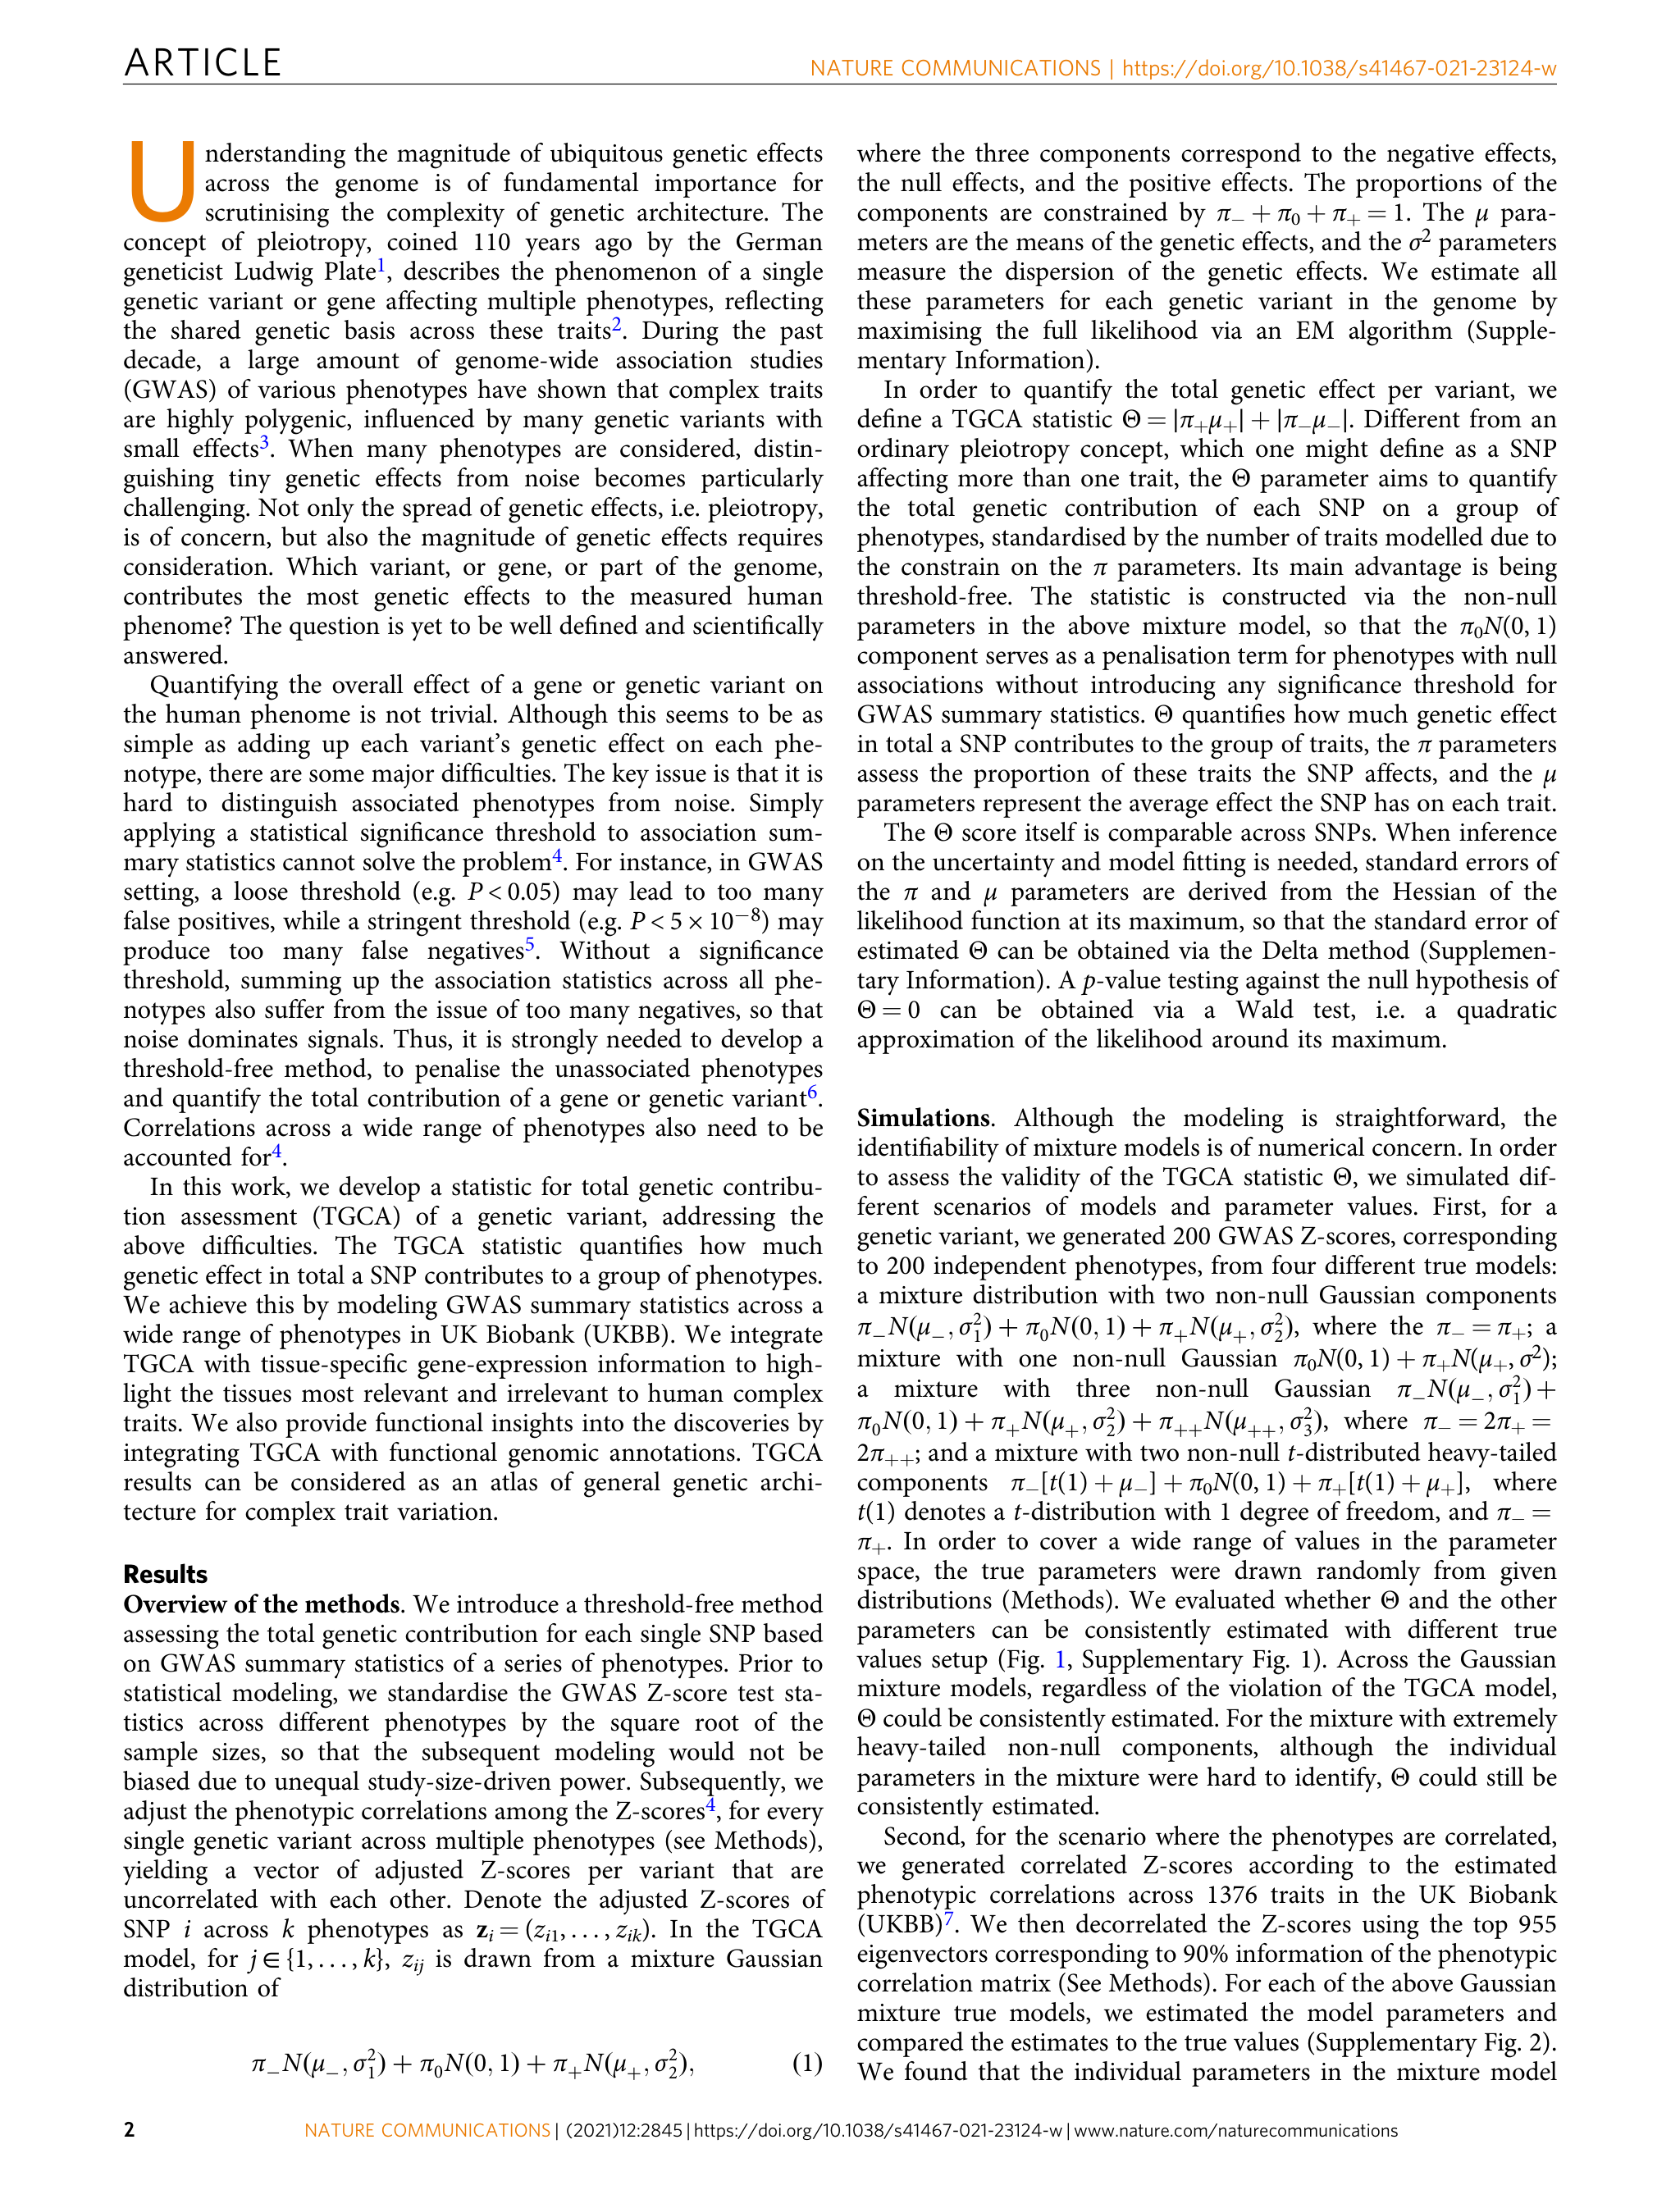 ARTICLE
NATURE COMMUNICATIONS | https://doi.org/10.1038/s41467-021-23124-w
Understanding the magnitude of ubiquitous genetic effects
across the genome is of fundamental importance for
scrutinising the complexity of genetic architecture. The
concept of pleiotropy, coined 110 years ago by the German
geneticist Ludwig Plate1, describes the phenomenon of a single
genetic variant or gene affecting multiple phenotypes, reflecting
the shared genetic basis across these traits2. During the past
decade, a large amount of genome-wide association studies
(GWAS) of various phenotypes have shown that complex traits
are highly polygenic, influenced by many genetic variants with
small effects3. When many phenotypes are considered, distin-
guishing tiny genetic effects from noise becomes particularly
challenging. Not only the spread of genetic effects, i.e. pleiotropy,
is of concern, but also the magnitude of genetic effects requires
consideration. Which variant, or gene, or part of the genome,
contributes the most genetic effects to the measured human
phenome? The question is yet to be well defined and scientifically
answered.
Quantifying the overall effect of a gene or genetic variant on
the human phenome is not trivial. Although this seems to be as
simple as adding up each variant's genetic effect on each phe-
notype, there are some major difficulties. The key issue is that it is
hard to distinguish associated phenotypes from noise. Simply
applying a statistical significance threshold to association sum-
mary statistics cannot solve the problem4. For instance, in GWAS
setting, a loose threshold (e.g. P < 0.05) may lead to too many
false positives, while a stringent threshold (e.g. P < 5 × 10−8) may
produce too many false negatives5. Without a significance
threshold, summing up the association statistics across all phe-
notypes also suffer from the issue of too many negatives, so that
noise dominates signals. Thus, it is strongly needed to develop a
threshold-free method, to penalise the unassociated phenotypes
and quantify the total contribution of a gene or genetic variant6.
Correlations across a wide range of phenotypes also need to be
accounted for4.
In this work, we develop a statistic for total genetic contribu-
tion assessment (TGCA) of a genetic variant, addressing the
above difficulties. The TGCA statistic quantifies how much
genetic effect in total a SNP contributes to a group of phenotypes.
We achieve this by modeling GWAS summary statistics across a
wide range of phenotypes in UK Biobank (UKBB). We integrate
TGCA with tissue-specific gene-expression information to high-
light the tissues most relevant and irrelevant to human complex
traits. We also provide functional insights into the discoveries by
integrating TGCA with functional genomic annotations. TGCA
results can be considered as an atlas of general genetic archi-
tecture for complex trait variation.
Results
Overview of the methods. We introduce a threshold-free method
assessing the total genetic contribution for each single SNP based
on GWAS summary statistics of a series of phenotypes. Prior to
statistical modeling, we standardise the GWAS Z-score test sta-
tistics across different phenotypes by the square root of the
sample sizes, so that the subsequent modeling would not be
biased due to unequal study-size-driven power. Subsequently, we
adjust the phenotypic correlations among the Z-scores4, for every
single genetic variant across multiple phenotypes (see Methods),
yielding a vector of adjusted Z-scores per variant that are
uncorrelated with each other. Denote the adjusted Z-scores of
SNP i across k phenotypes as zi = (zi1, . . . , zik). In the TGCA
model, for j ∈ {1, . . . , k}, zij is drawn from a mixture Gaussian
distribution of
π−N(μ−, σ1²) + π0N(0, 1) + π+N(μ+, σ2²), (1)
where the three components correspond to the negative effects,
the null effects, and the positive effects. The proportions of the
components are constrained by π− + π0 + π+ = 1. The μ para-
meters are the means of the genetic effects, and the σ² parameters
measure the dispersion of the genetic effects. We estimate all
these parameters for each genetic variant in the genome by
maximising the full likelihood via an EM algorithm (Supple-
mentary Information).
In order to quantify the total genetic effect per variant, we
define a TGCA statistic Θ = |π+μ+| + |π−μ−|. Different from an
ordinary pleiotropy concept, which one might define as a SNP
affecting more than one trait, the Θ parameter aims to quantify
the total genetic contribution of each SNP on a group of
phenotypes, standardised by the number of traits modelled due to
the constrain on the π parameters. Its main advantage is being
threshold-free. The statistic is constructed via the non-null
parameters in the above mixture model, so that the π0N(0, 1)
component serves as a penalisation term for phenotypes with null
associations without introducing any significance threshold for
GWAS summary statistics. Θ quantifies how much genetic effect
in total a SNP contributes to the group of traits, the π parameters
assess the proportion of these traits the SNP affects, and the μ
parameters represent the average effect the SNP has on each trait.
The Θ score itself is comparable across SNPs. When inference
on the uncertainty and model fitting is needed, standard errors of
the π and μ parameters are derived from the Hessian of the
likelihood function at its maximum, so that the standard error of
estimated Θ can be obtained via the Delta method (Supplemen-
tary Information). A p-value testing against the null hypothesis of
Θ = 0 can be obtained via a Wald test, i.e. a quadratic
approximation of the likelihood around its maximum.
Simulations. Although the modeling is straightforward, the
identifiability of mixture models is of numerical concern. In order
to assess the validity of the TGCA statistic Θ, we simulated dif-
ferent scenarios of models and parameter values. First, for a
genetic variant, we generated 200 GWAS Z-scores, corresponding
to 200 independent phenotypes, from four different true models:
a mixture distribution with two non-null Gaussian components
π−N(μ−, σ1²) + π0N(0, 1) + π+N(μ+, σ2²), where the π− = π+; a
mixture with one non-null Gaussian π0N(0, 1) + π+N(μ+, σ²);
a mixture with three non-null Gaussian π−N(μ−, σ1²) +
π0N(0, 1) + π+N(μ+, σ2²) + π++N(μ++, σ3²), where π− = 2π+ =
2π++; and a mixture with two non-null t-distributed heavy-tailed
components π−[t(1) + μ−] + π0N(0, 1) + π+[t(1) + μ+], where
t(1) denotes a t-distribution with 1 degree of freedom, and π− =
π+. In order to cover a wide range of values in the parameter
space, the true parameters were drawn randomly from given
distributions (Methods). We evaluated whether Θ and the other
parameters can be consistently estimated with different true
values setup (Fig. 1, Supplementary Fig. 1). Across the Gaussian
mixture models, regardless of the violation of the TGCA model,
Θ could be consistently estimated. For the mixture with extremely
heavy-tailed non-null components, although the individual
parameters in the mixture were hard to identify, Θ could still be
consistently estimated.
Second, for the scenario where the phenotypes are correlated,
we generated correlated Z-scores according to the estimated
phenotypic correlations across 1376 traits in the UK Biobank
(UKBB)7. We then decorrelated the Z-scores using the top 955
eigenvectors corresponding to 90% information of the phenotypic
correlation matrix (See Methods). For each of the above Gaussian
mixture true models, we estimated the model parameters and
compared the estimates to the true values (Supplementary Fig. 2).
We found that the individual parameters in the mixture model
2
NATURE COMMUNICATIONS | (2021)12:2845 | https://doi.org/10.1038/s41467-021-23124-w | www.nature.com/naturecommunications